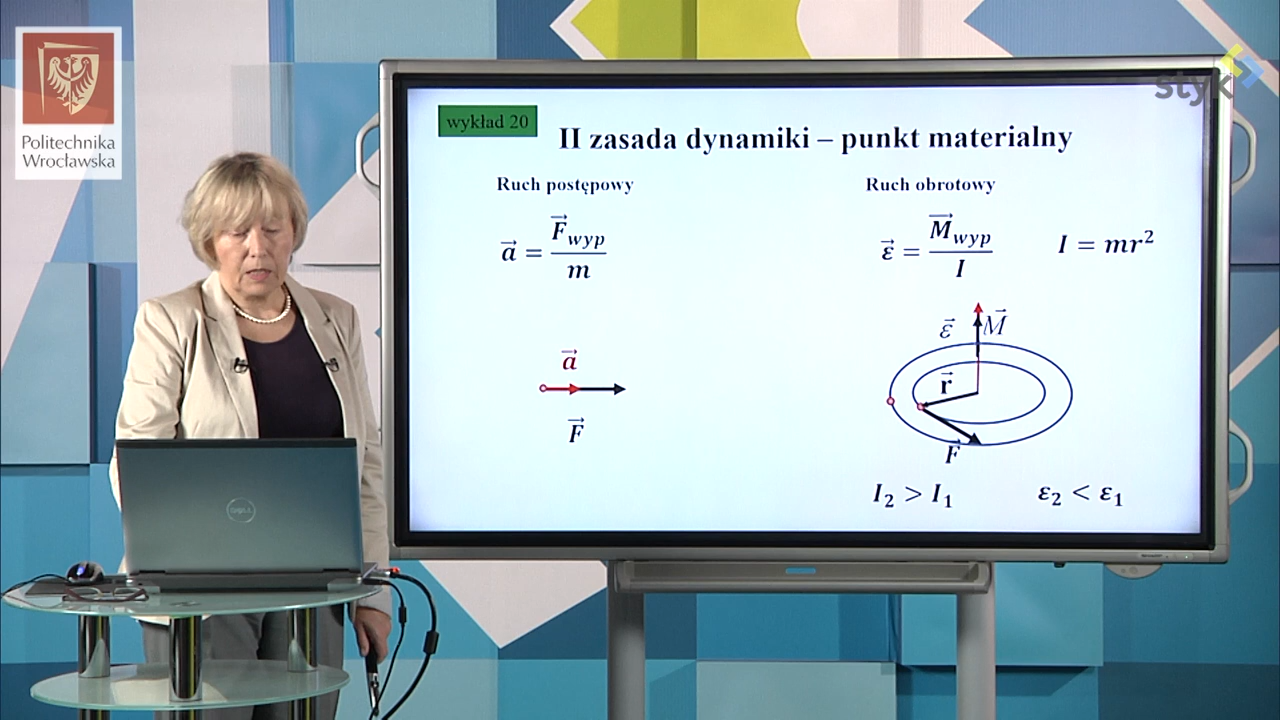 Politechnika
Wrocławska
styk
wykład 20
II zasada dynamiki – punkt materialny
Ruch postępowy
Ruch obrotowy
a⃗ = F⃗wyp / m
ε⃗ = M⃗wyp / I
I = mr²
a⃗
F⃗
ε⃗ M⃗
r⃗
F⃗
I₂ > I₁
ε₂ < ε₁
DELL